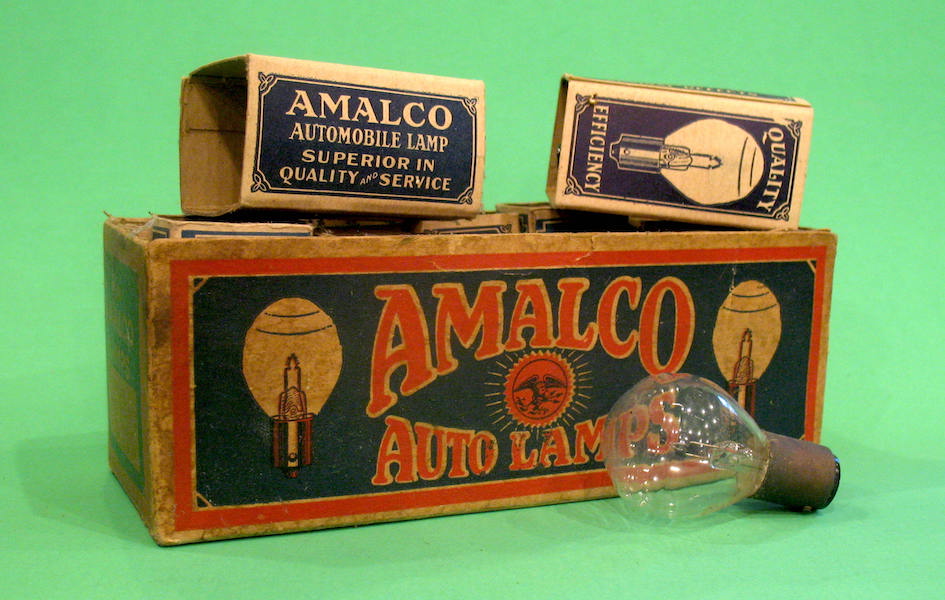 AMALCO
AUTOMOBILE LAMP
SUPERIOR IN
QUALITY AND SERVICE
EFFICIENCY
QUALITY
AMALCO
AUTO LAMPS